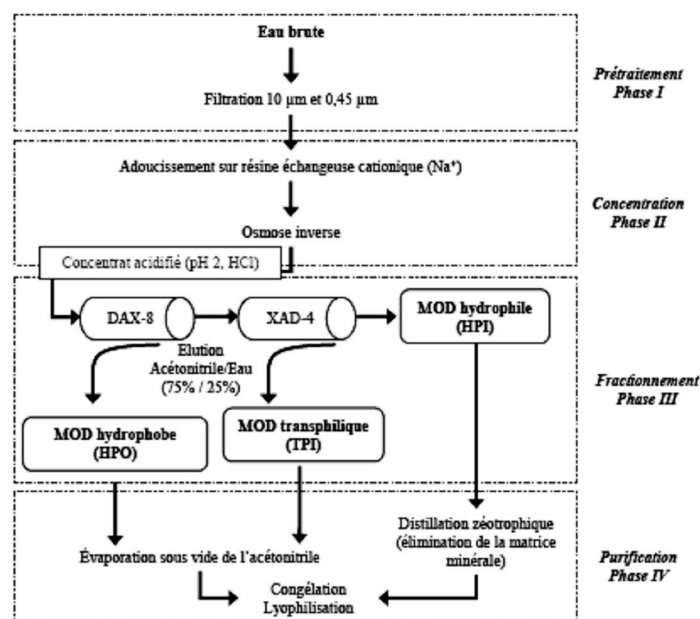 Eau brute
Filtration 10 µm et 0,45 µm
Prétraitement
Phase I
Adoucissement sur résine échangeuse cationique (Na⁺)
Osmose inverse
Concentration
Phase II
Concentrat acidifié (pH 2, HCl)
DAX-8
XAD-4
MOD hydrophile
(HPI)
Elution
Acétonitrile/Eau
(75% / 25%)
MOD hydrophobe
(HPO)
MOD transphilique
(TPI)
Fractionnement
Phase III
Distillation zéotrophique
(élimination de la matrice
minérale)
Évaporation sous vide de l'acétonitrile
Congélation
Lyophilisation
Purification
Phase IV